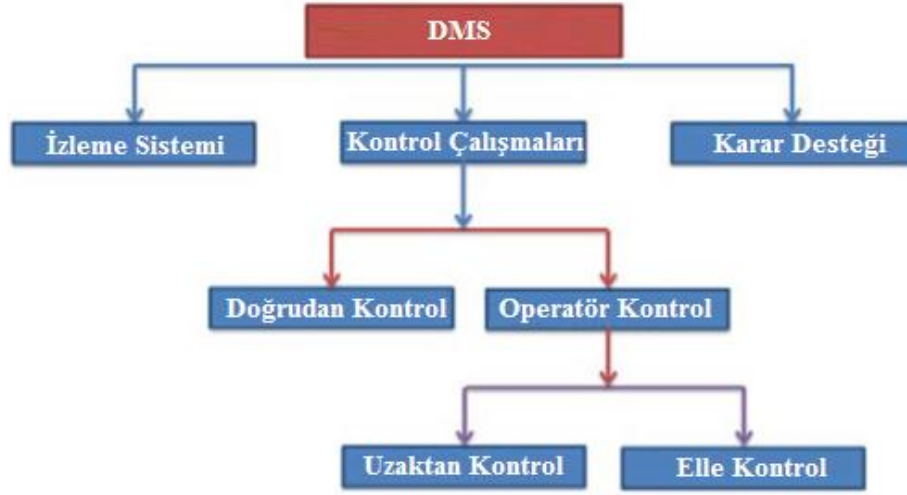 DMS
İzleme Sistemi
Kontrol Çalışmaları
Karar Desteği
Doğrudan Kontrol
Operatör Kontrol
Uzaktan Kontrol
Elle Kontrol